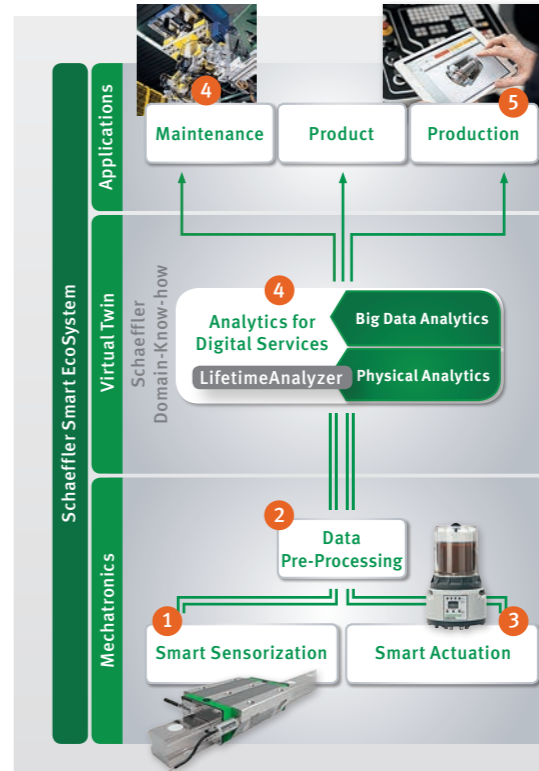 Schaeffler Smart EcoSystem
Applications
4
5
Maintenance
Product
Production
Virtual Twin
Schaeffler
Domain-Know-how
4
Analytics for
Digital Services
LifetimeAnalyzer
Big Data Analytics
Physical Analytics
Mechatronics
2
Data
Pre-Processing
1
3
Smart Sensorization
Smart Actuation